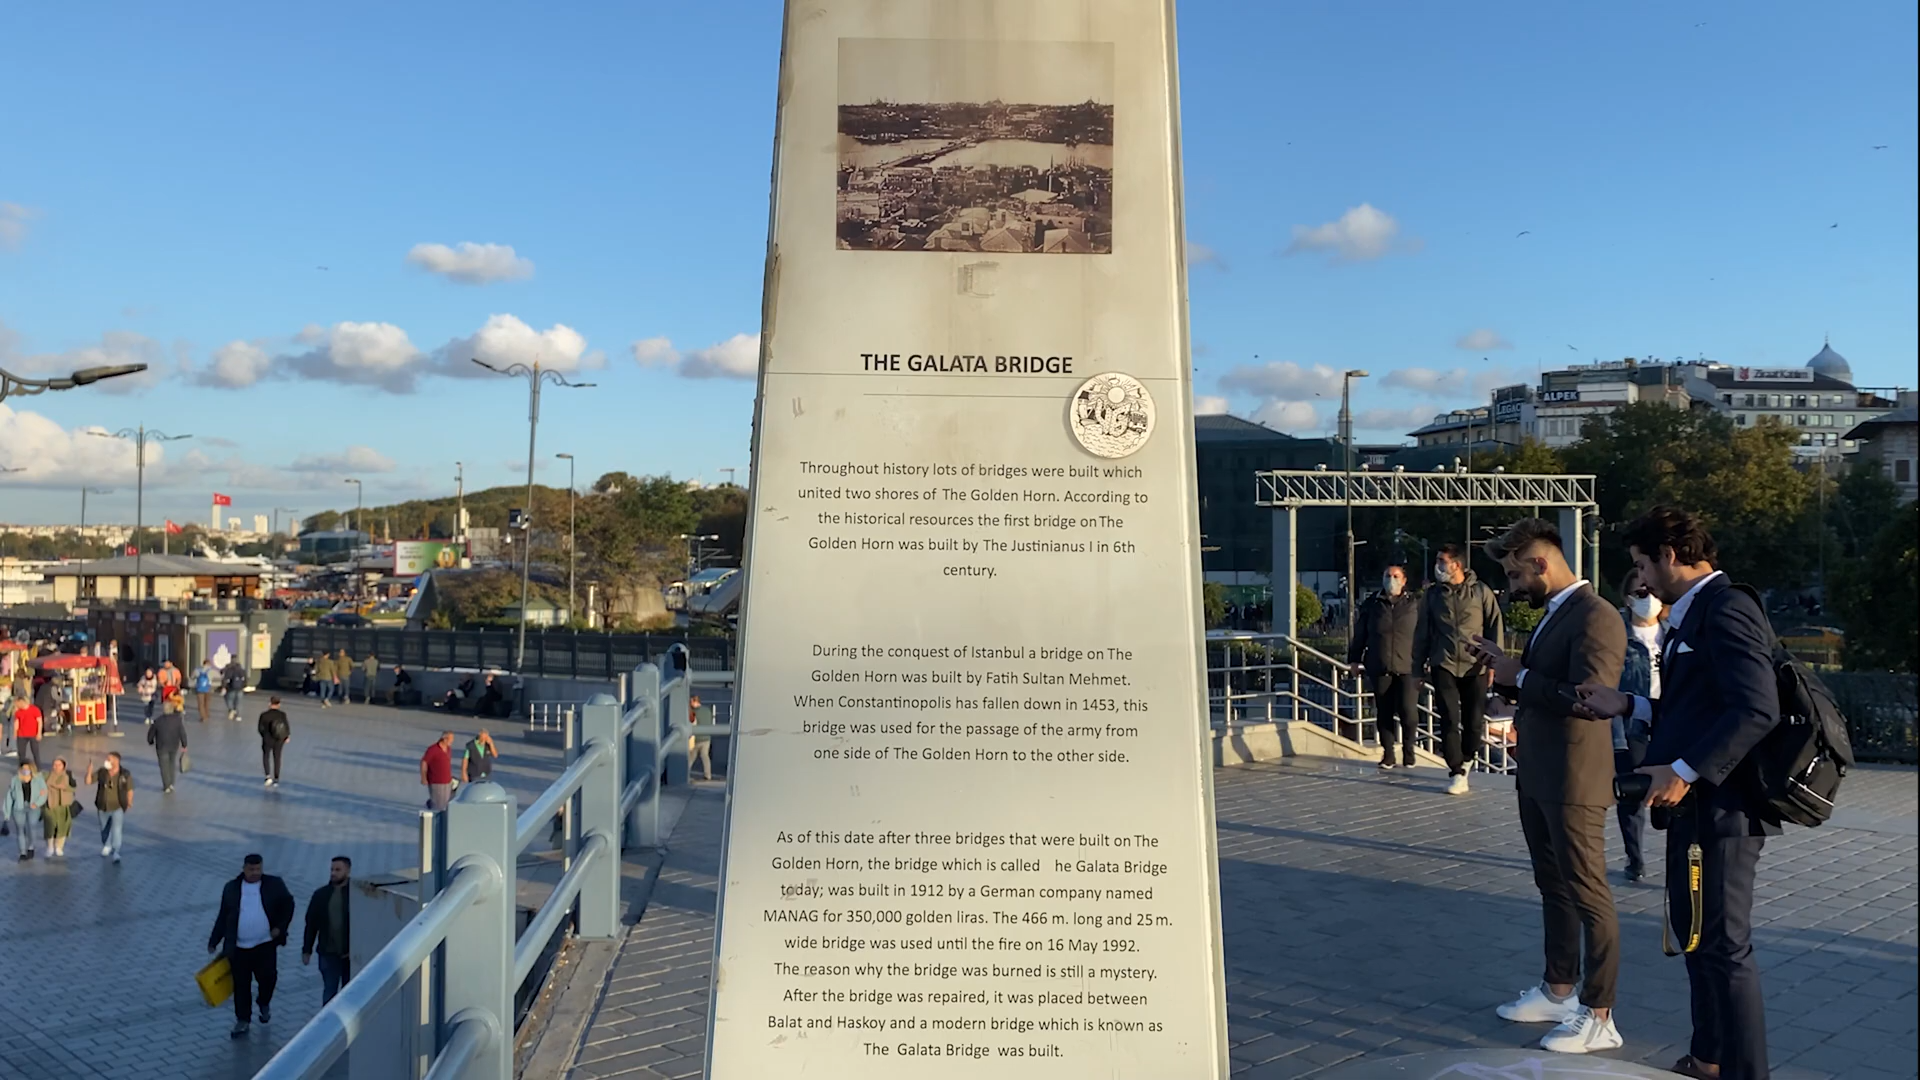 THE GALATA BRIDGE
Throughout history lots of bridges were built which
united two shores of The Golden Horn. According to
the historical resources the first bridge on The
Golden Horn was built by The Justinianus I in 6th
century.
During the conquest of Istanbul a bridge on The
Golden Horn was built by Fatih Sultan Mehmet.
When Constantinopolis has fallen down in 1453, this
bridge was used for the passage of the army from
one side of The Golden Horn to the other side.
As of this date after three bridges that were built on The
Golden Horn, the bridge which is called he Galata Bridge
today; was built in 1912 by a German company named
MANAG for 350,000 golden liras. The 466 m. long and 25 m.
wide bridge was used until the fire on 16 May 1992.
The reason why the bridge was burned is still a mystery.
After the bridge was repaired, it was placed between
Balat and Haskoy and a modern bridge which is known as
The Galata Bridge was built.
Ziraat Katılım
ALPEK
LEGACY
Nikon